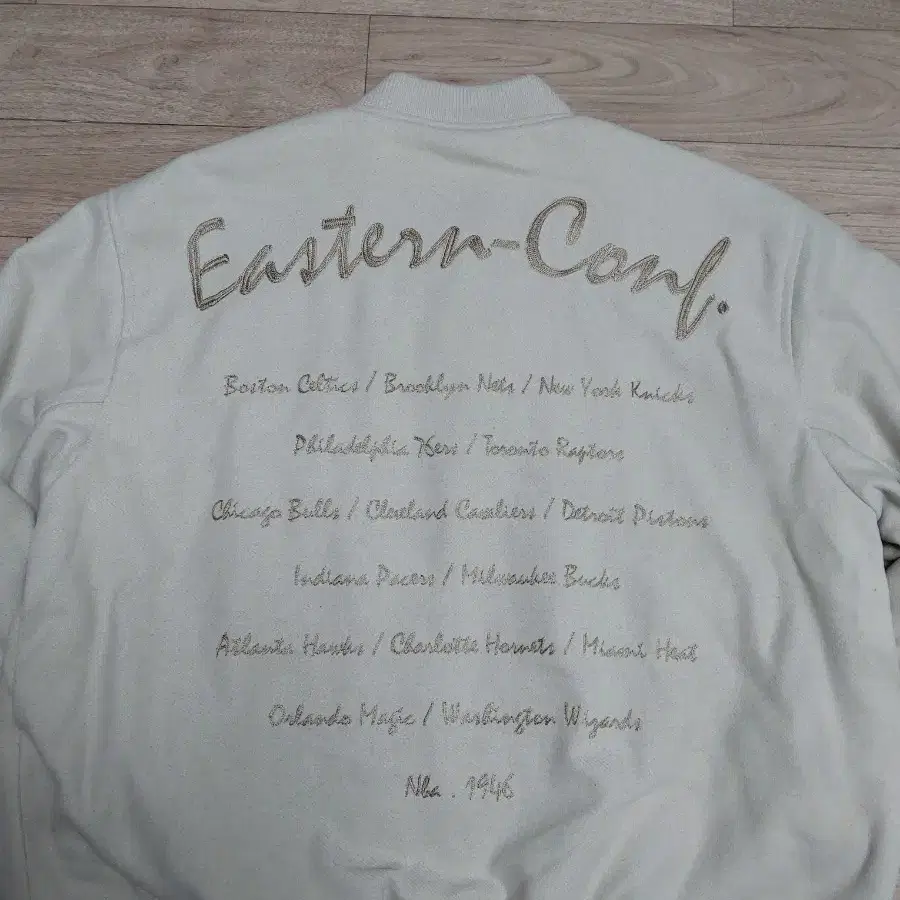 Eastern-Conf.
Boston Celtics / Brooklyn Nets / New York Knicks
Philadelphia 76ers / Toronto Raptors
Chicago Bulls / Cleveland Cavaliers / Detroit Pistons
Indiana Pacers / Milwaukee Bucks
Atlanta Hawks / Charlotte Hornets / Miami Heat
Orlando Magic / Washington Wizards
Nba . 1946